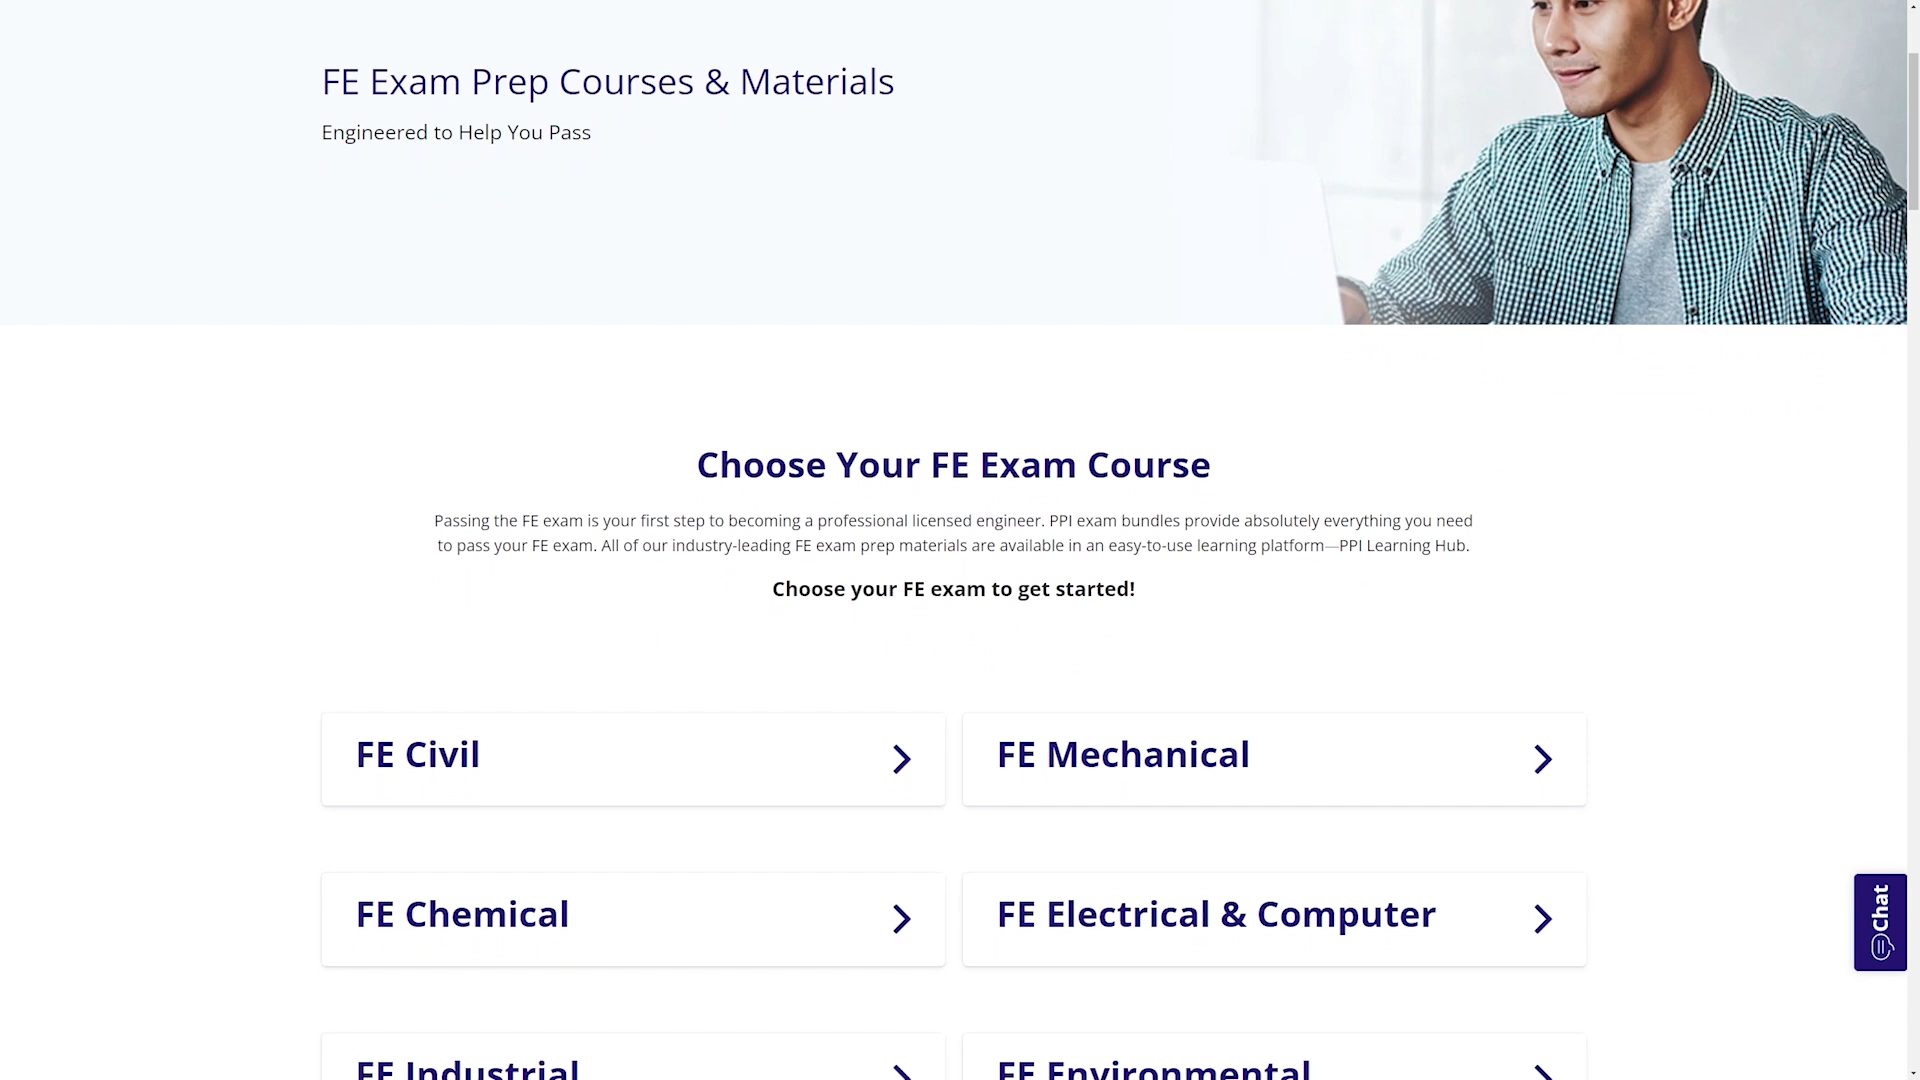 FE Exam Prep Courses & Materials
Engineered to Help You Pass
Choose Your FE Exam Course
Passing the FE exam is your first step to becoming a professional licensed engineer. PPI exam bundles provide absolutely everything you need
to pass your FE exam. All of our industry-leading FE exam prep materials are available in an easy-to-use learning platform—PPI Learning Hub.
Choose your FE exam to get started!
FE Civil
FE Mechanical
FE Chemical
FE Electrical & Computer
Chat
FE Industrial
FE Environmental